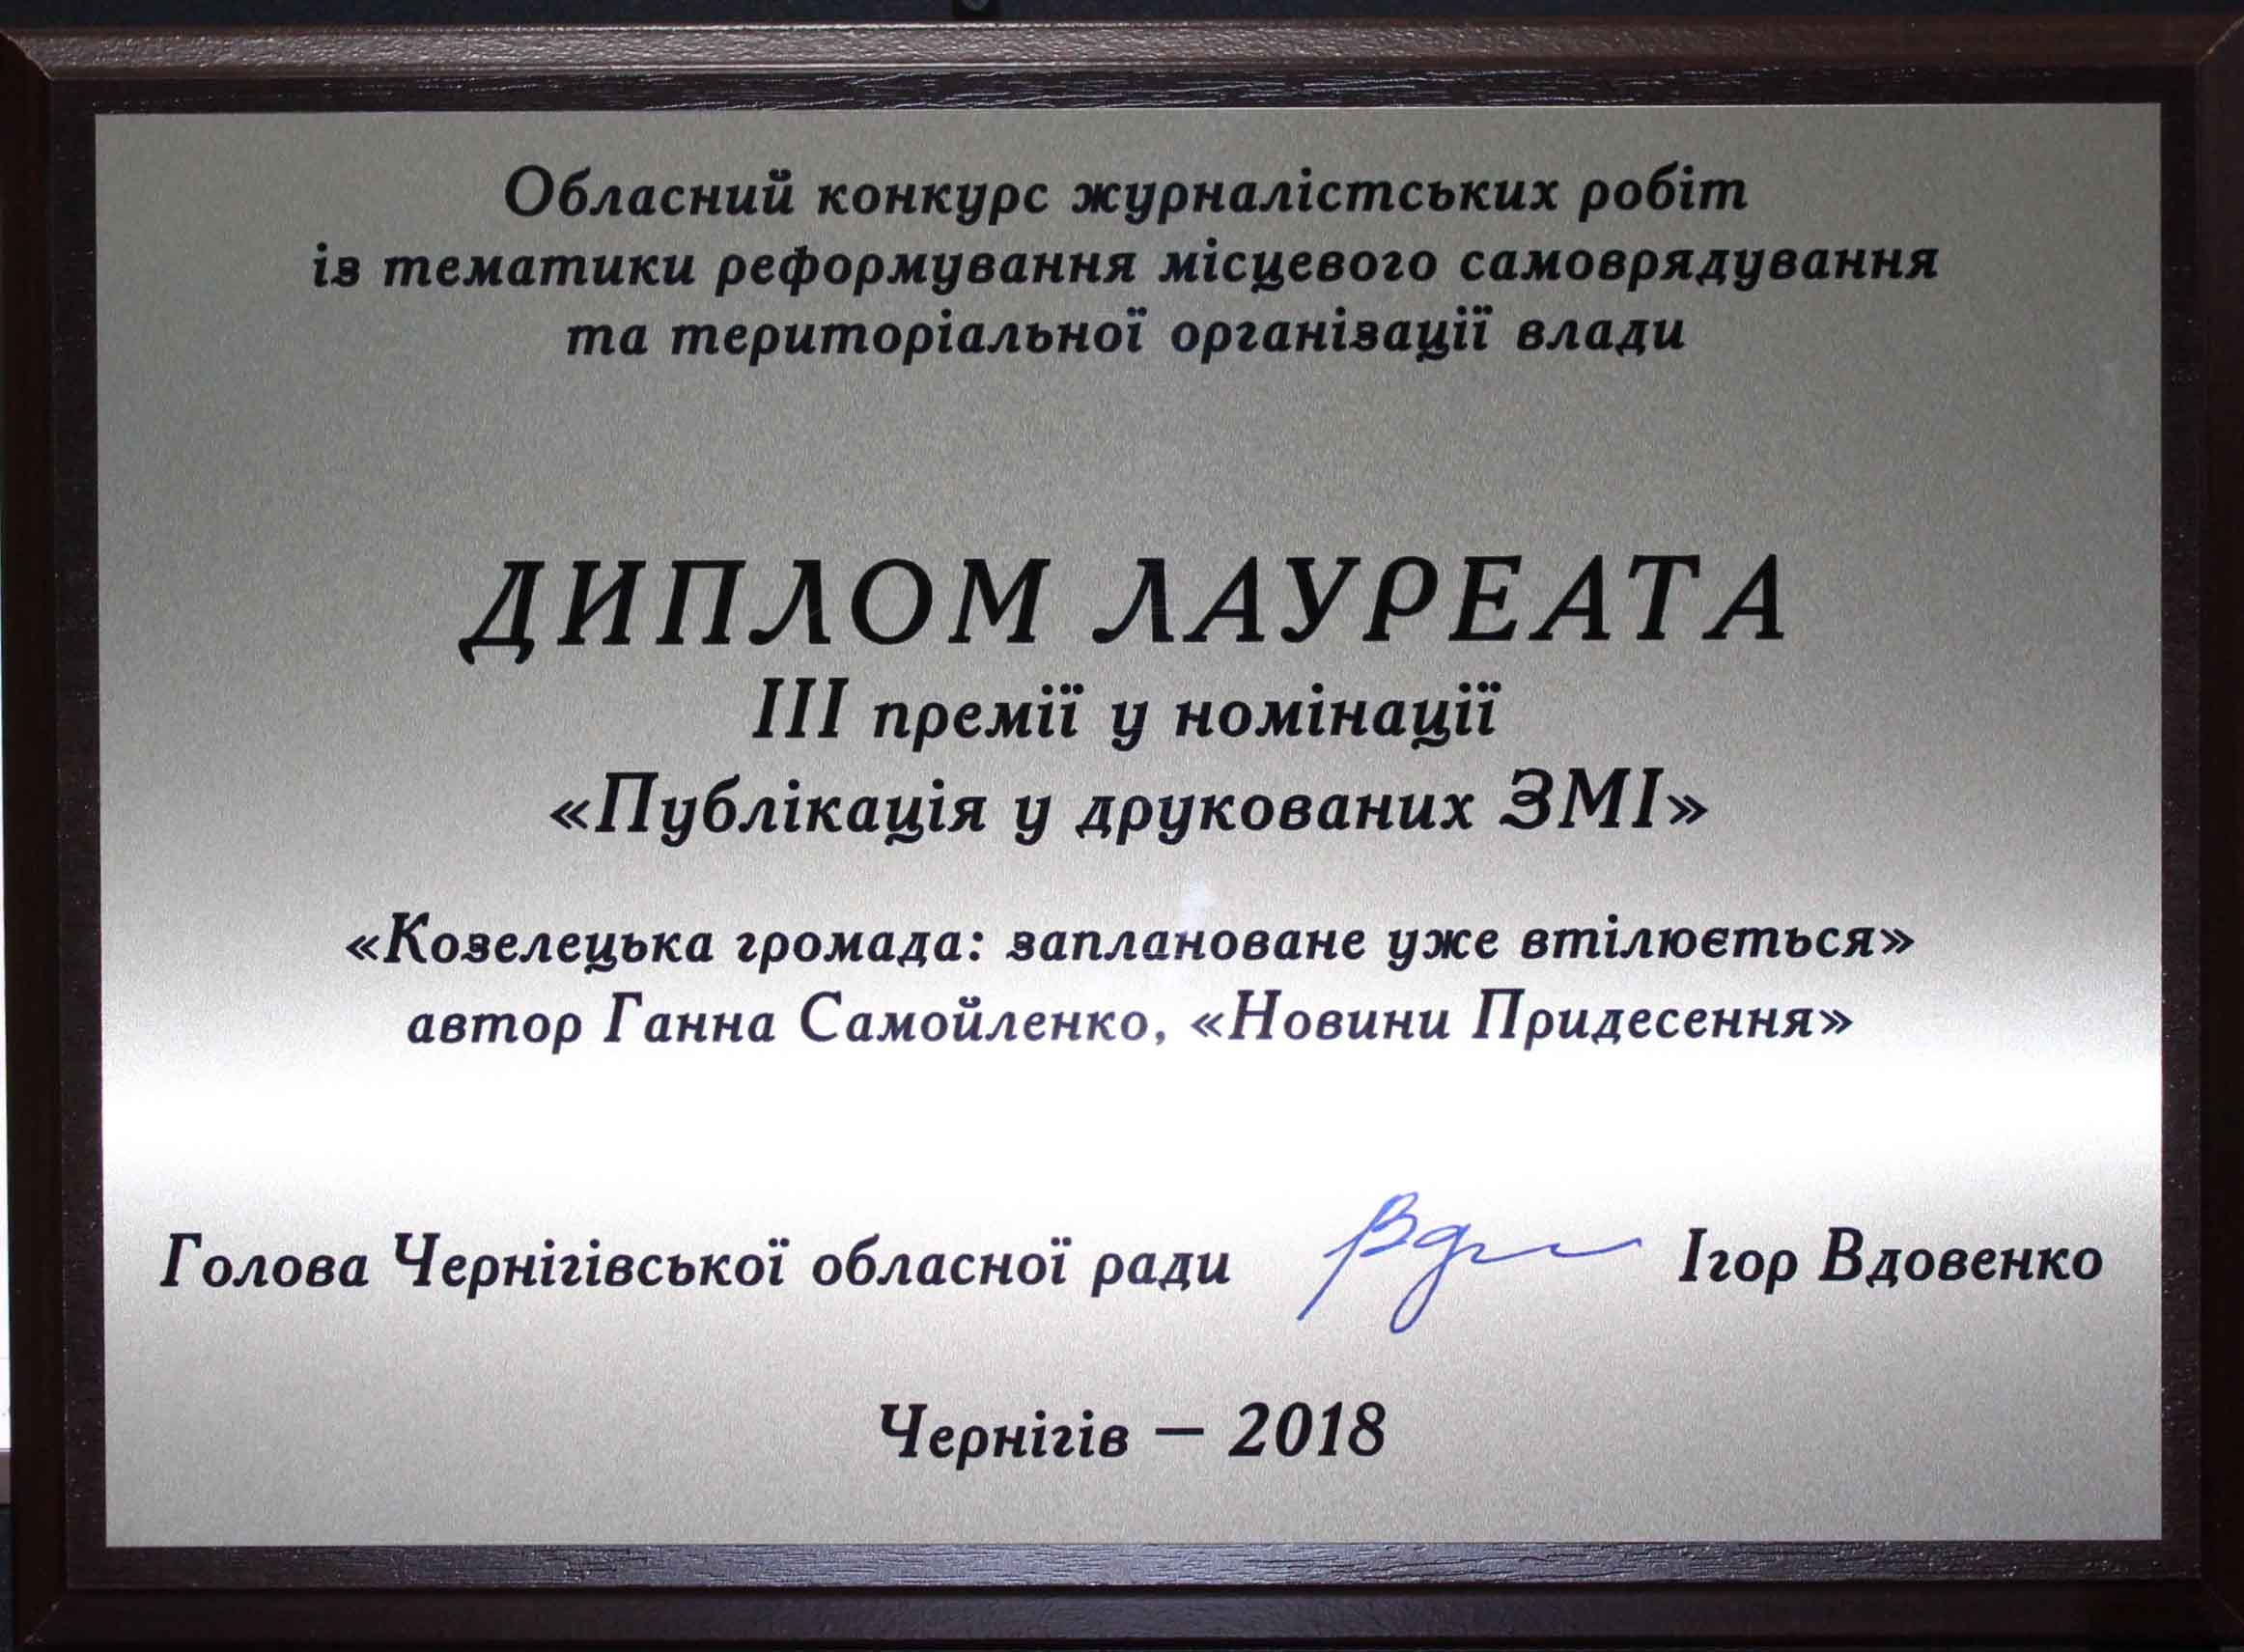 Обласний конкурс журналістських робіт
із тематики реформування місцевого самоврядування
та територіальної організації влади
ДИПЛОМ ЛАУРЕАТА
ІІІ премії у номінації
«Публікація у друкованих ЗМІ»
«Козелецька громада: заплановане уже втілюється»
автор Ганна Самойленко, «Новини Придесення»
Голова Чернігівської обласної ради Ігор Вдовенко
Чернігів – 2018